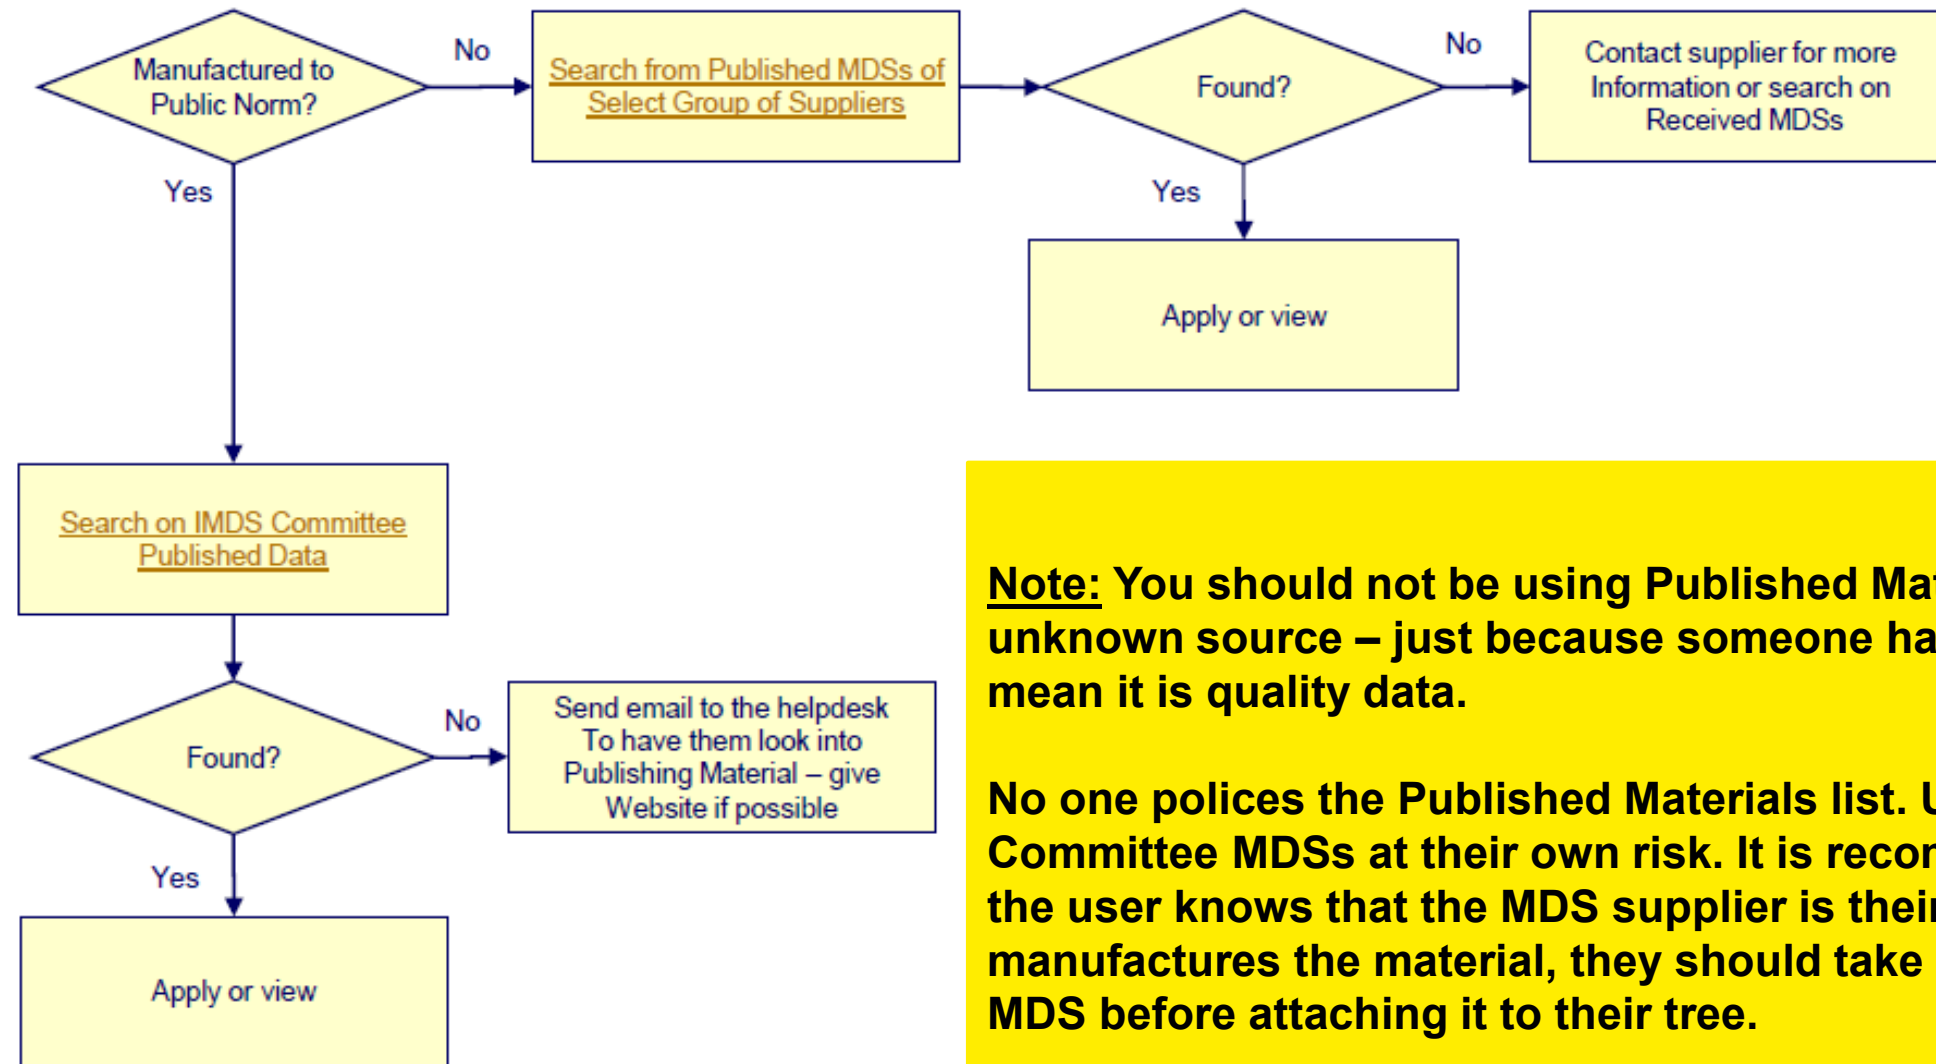 Manufactured to
Public Norm?
No
Search from Published MDSs of
Select Group of Suppliers
Found?
No
Contact supplier for more
Information or search on
Received MDSs
Yes
Yes
Apply or view
Search on IMDS Committee
Published Data
Found?
No
Send email to the helpdesk
To have them look into
Publishing Material – give
Website if possible
Yes
Apply or view
Note: You should not be using Published
unknown source – just because someone
mean it is quality data.
No one polices the Published Materials list.
Committee MDSs at their own risk. It is
the user knows that the MDS supplier is their
manufactures the material, they should take
MDS before attaching it to their tree.